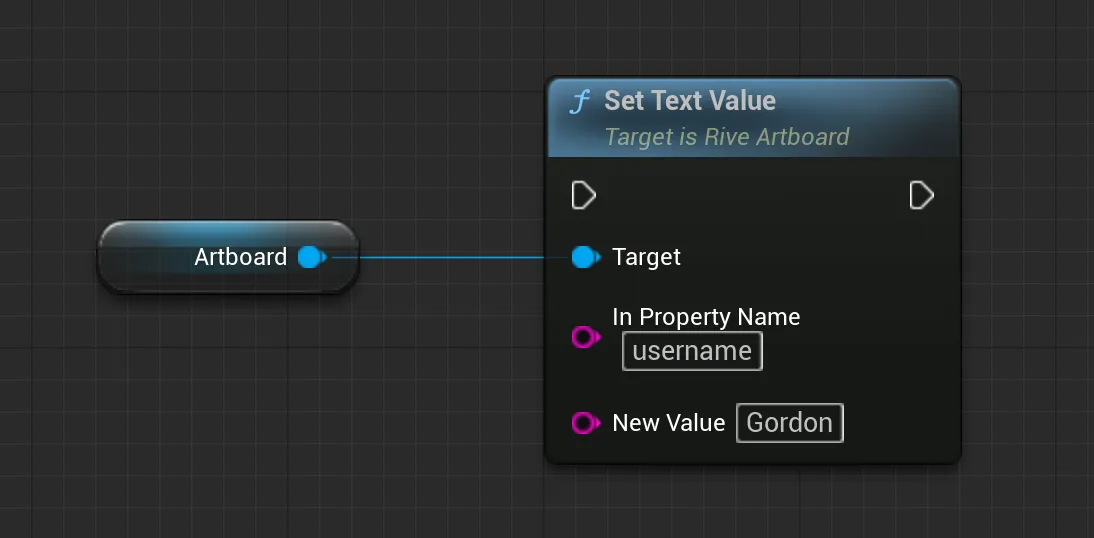 Set Text Value
Target is Rive Artboard
Artboard
Target
In Property Name
username
New Value Gordon